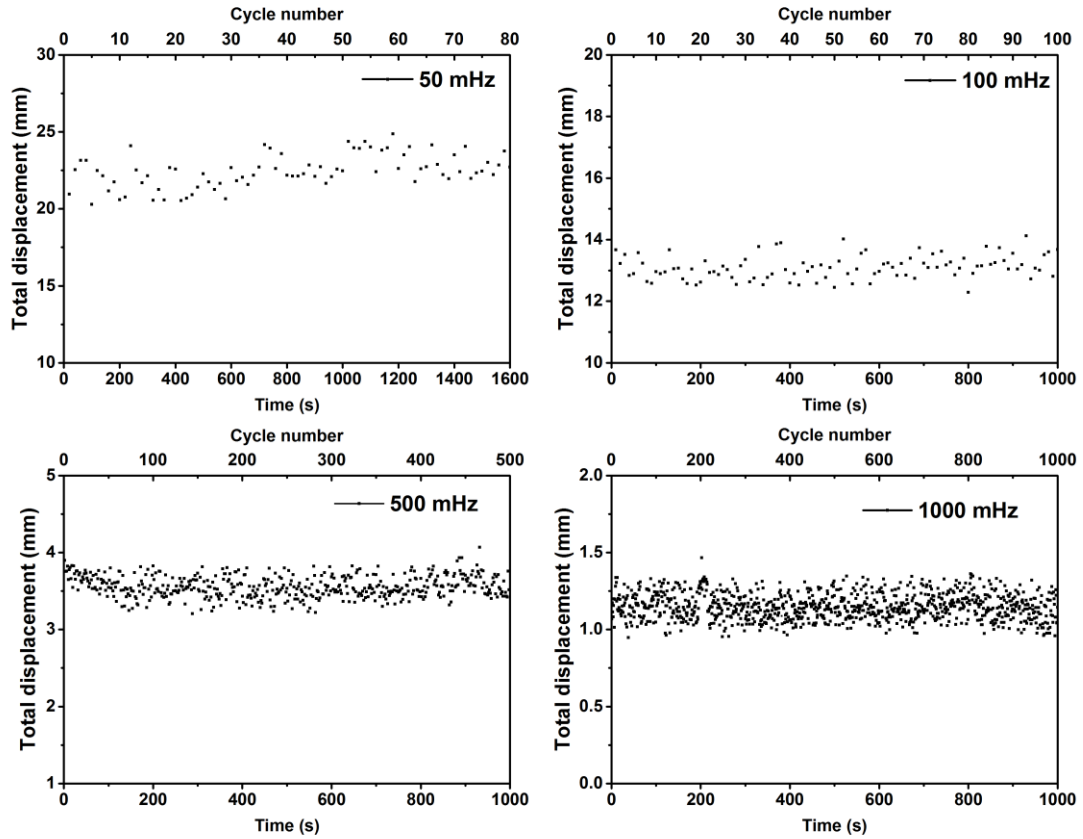 Cycle number
0 10 20 30 40 50 60 70 80
30
25
20
15
10
Total displacement (mm)
50 mHz
0 200 400 600 800 1000 1200 1400 1600
Time (s)
Cycle number
0 10 20 30 40 50 60 70 80 90 100
20
18
16
14
12
10
Total displacement (mm)
100 mHz
0 200 400 600 800 1000
Time (s)
Cycle number
0 100 200 300 400 500
5
4
3
2
1
Total displacement (mm)
500 mHz
0 200 400 600 800 1000
Time (s)
Cycle number
0 200 400 600 800 1000
2.0
1.5
1.0
0.5
0.0
Total displacement (mm)
1000 mHz
0 200 400 600 800 1000
Time (s)